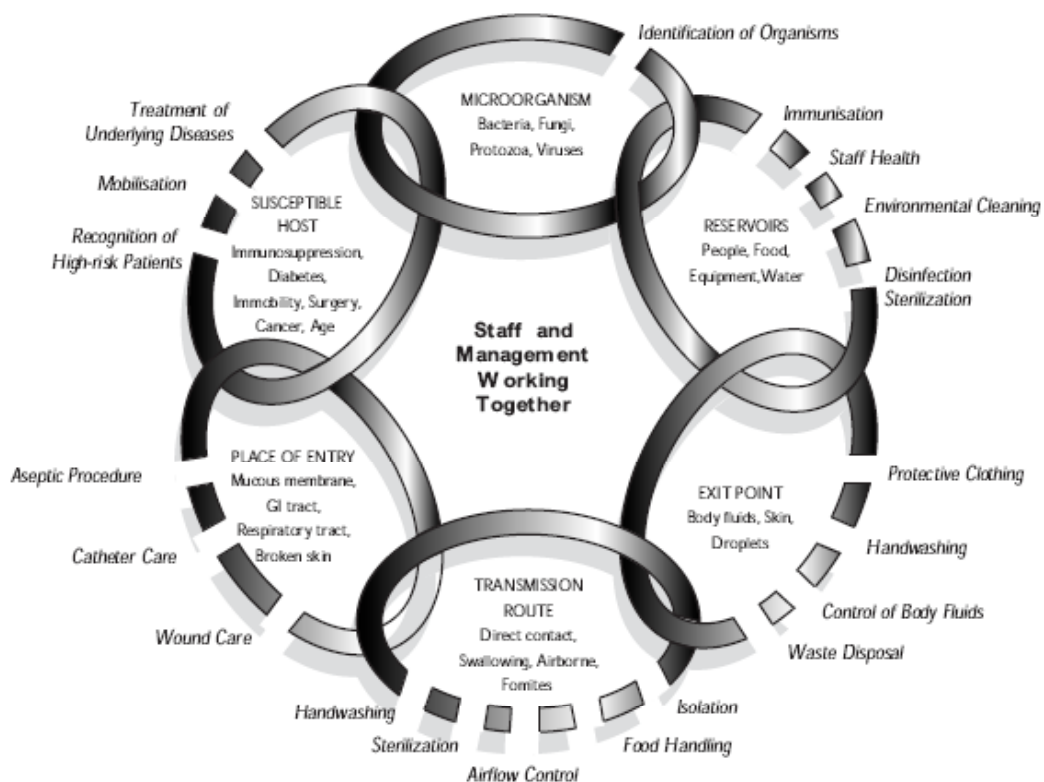 Identification of Organisms
MICROORGANISM
Bacteria, Fungi,
Protozoa, Viruses
Immunisation
Staff Health
Environmental Cleaning
Disinfection
Sterilization
RESERVOIRS
People, Food,
Equipment,Water
Protective Clothing
Handwashing
Control of Body Fluids
Waste Disposal
EXIT POINT
Body fluids, Skin,
Droplets
Isolation
Food Handling
Airflow Control
Sterilization
Handwashing
TRANSMISSION
ROUTE
Direct contact,
Swallowing, Airborne,
Fomites
Wound Care
Catheter Care
Aseptic Procedure
PLACE OF ENTRY
Mucous membrane,
GI tract,
Respiratory tract,
Broken skin
Recognition of
High-risk Patients
Mobilisation
Treatment of
Underlying Diseases
SUSCEPTIBLE
HOST
Immunosuppression,
Diabetes,
Immobility, Surgery,
Cancer, Age
Staff and
Management
Working
Together